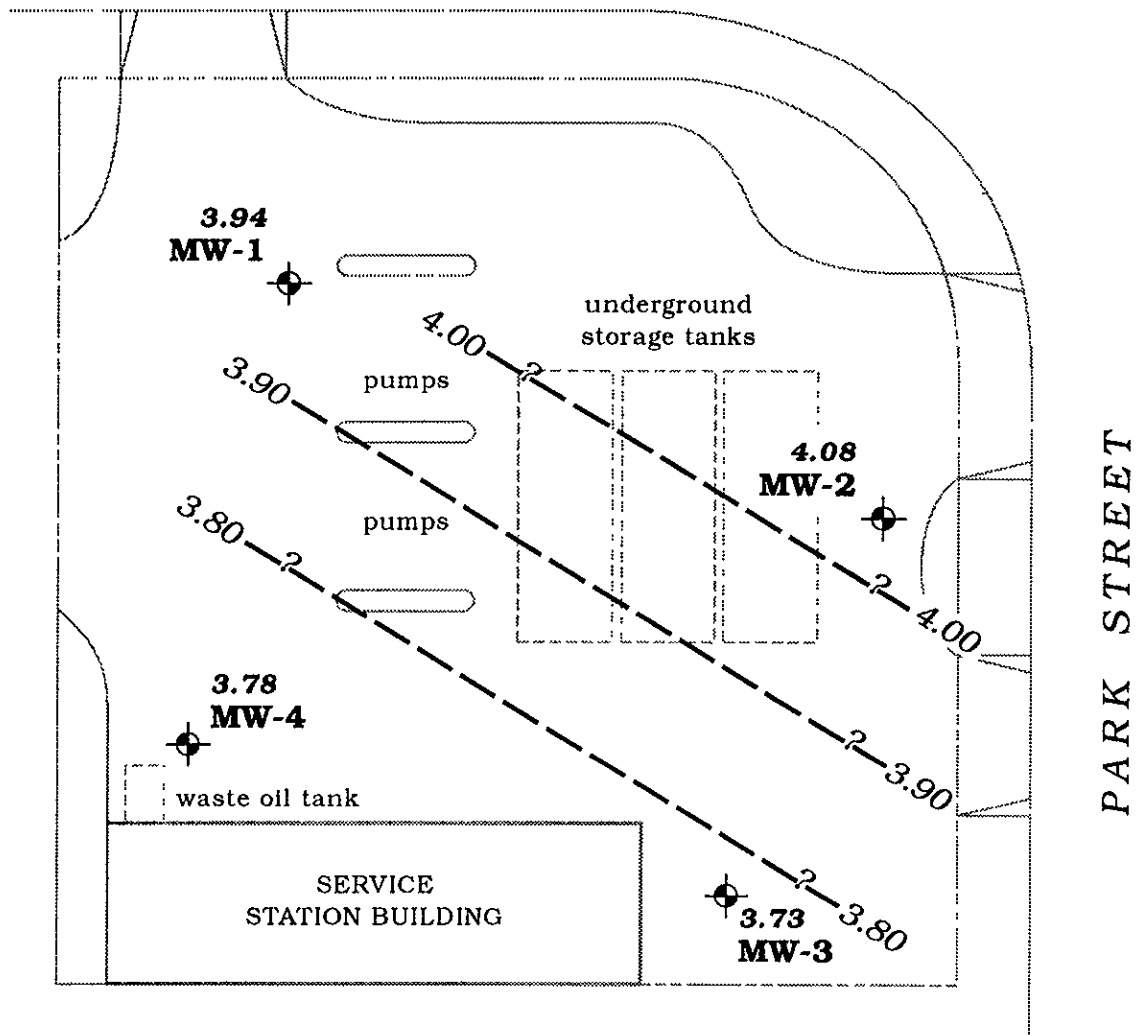 3.94
MW-1
underground
storage tanks
4.00
?
3.90
pumps
4.08
MW-2
3.80
?
pumps
?
4.00
3.78
MW-4
?
3.90
waste oil tank
SERVICE
STATION BUILDING
?
3.80
3.73
MW-3
PARK STREET